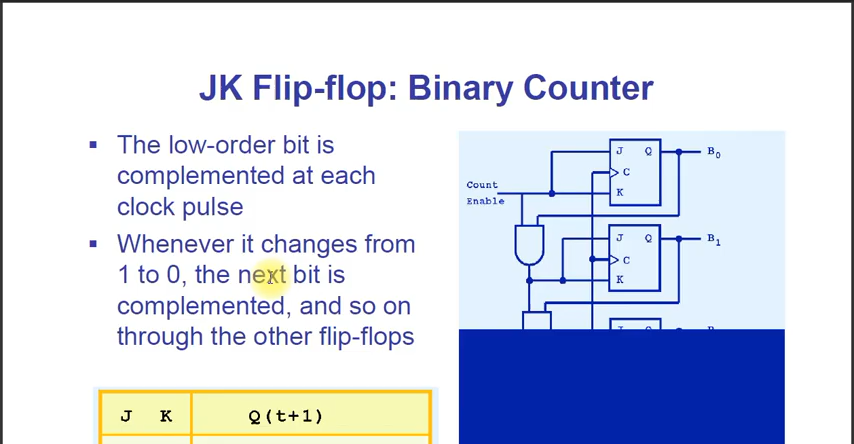 JK Flip-flop: Binary Counter
▪ The low-order bit is
complemented at each
clock pulse
▪ Whenever it changes from
1 to 0, the next bit is
complemented, and so on
through the other flip-flops
J K Q(t+1)
Count
Enable
J Q B0
C
K
J Q B1
C
K